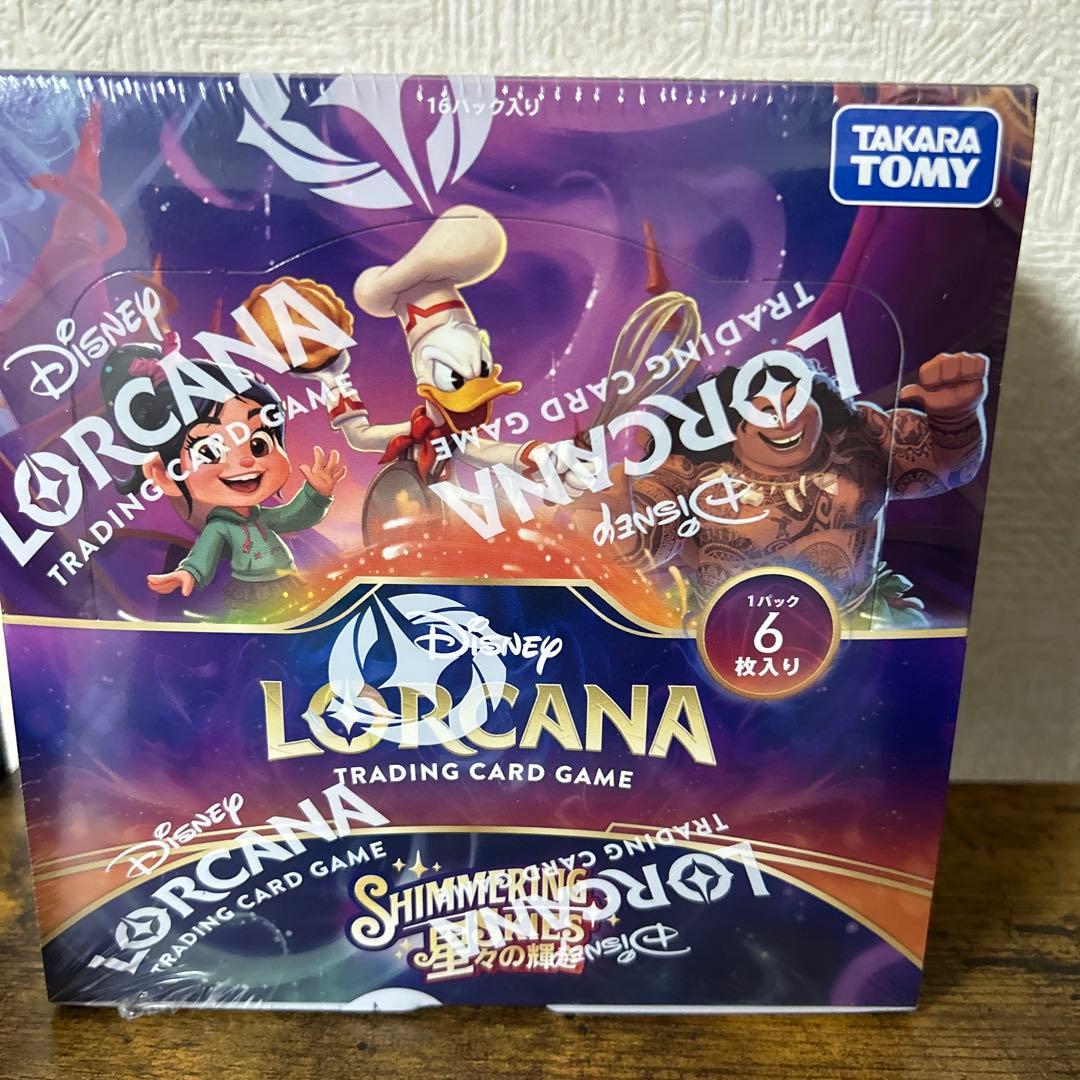 16パック入り
TAKARA
TOMY
DISNEY
LORCANA
TRADING CARD GAME
DISNEY
LORCANA
TRADING CARD GAME
1パック
6
枚入り
DISNEY
LORCANA
TRADING CARD GAME
DISNEY
LORCANA
TRADING CARD GAME
SHIMMERING
SKIES
星々の輝き
DISNEY
LORCANA
TRADING CARD GAME